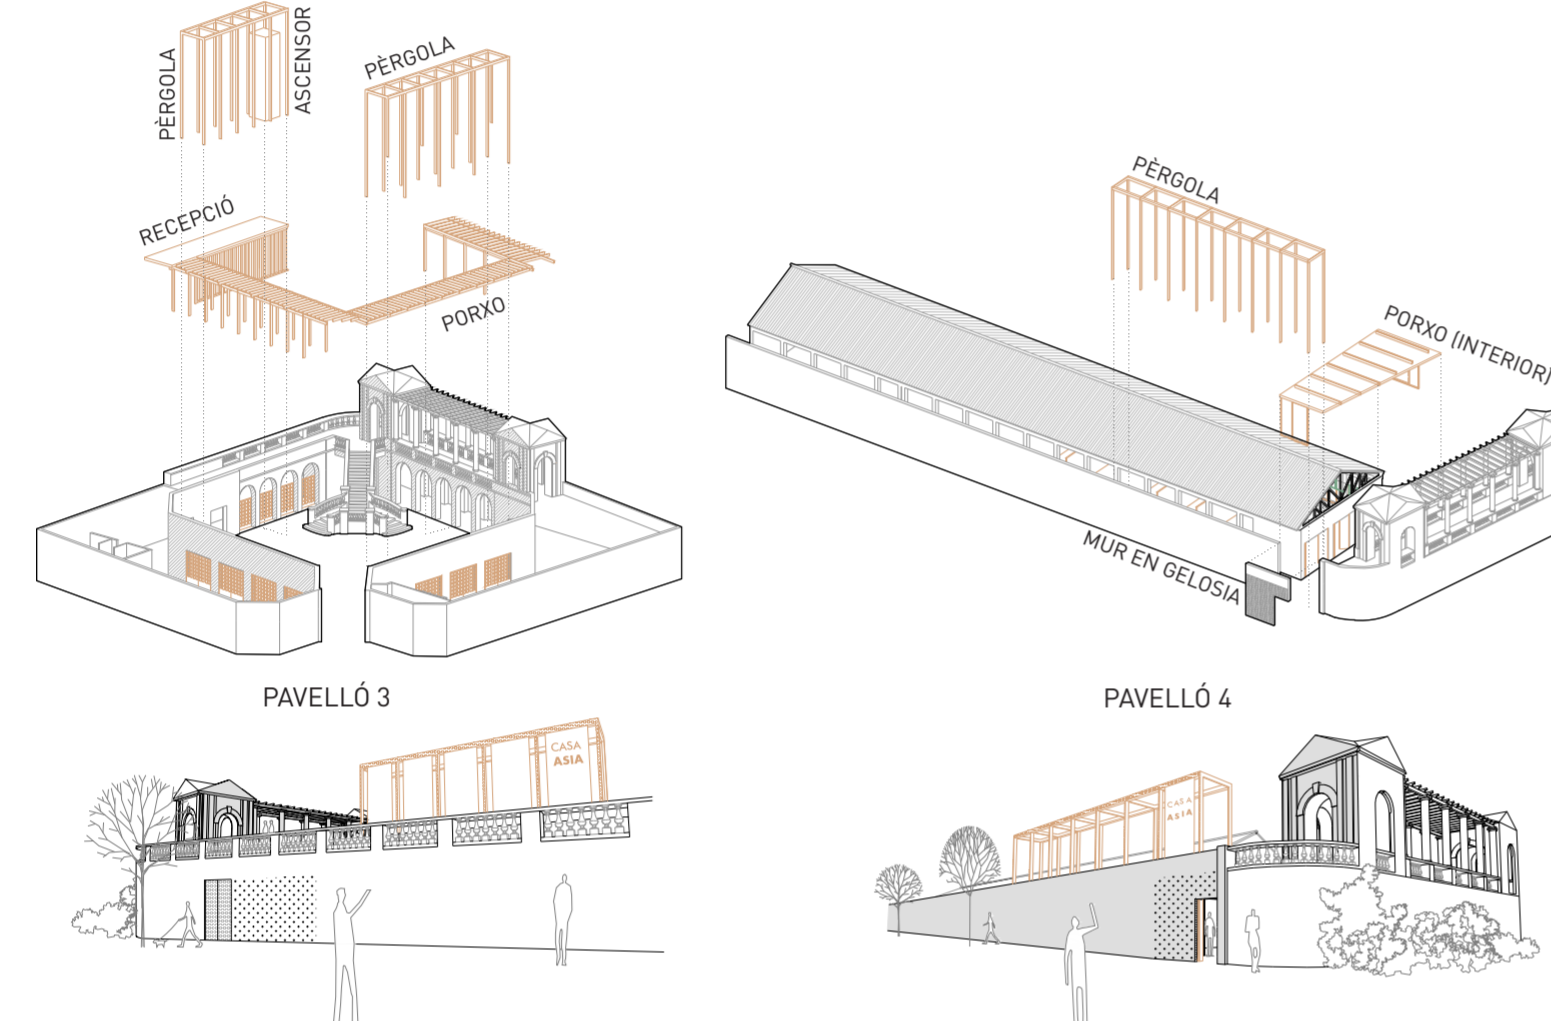 PÈRGOLA
ASCENSOR
PÈRGOLA
RECEPCIÓ
PORXO
PÈRGOLA
PORXO (INTERIOR)
MUR EN GELOSIA
PAVELLÓ 3
PAVELLÓ 4
CASA
ASIA
CASA
ASIA